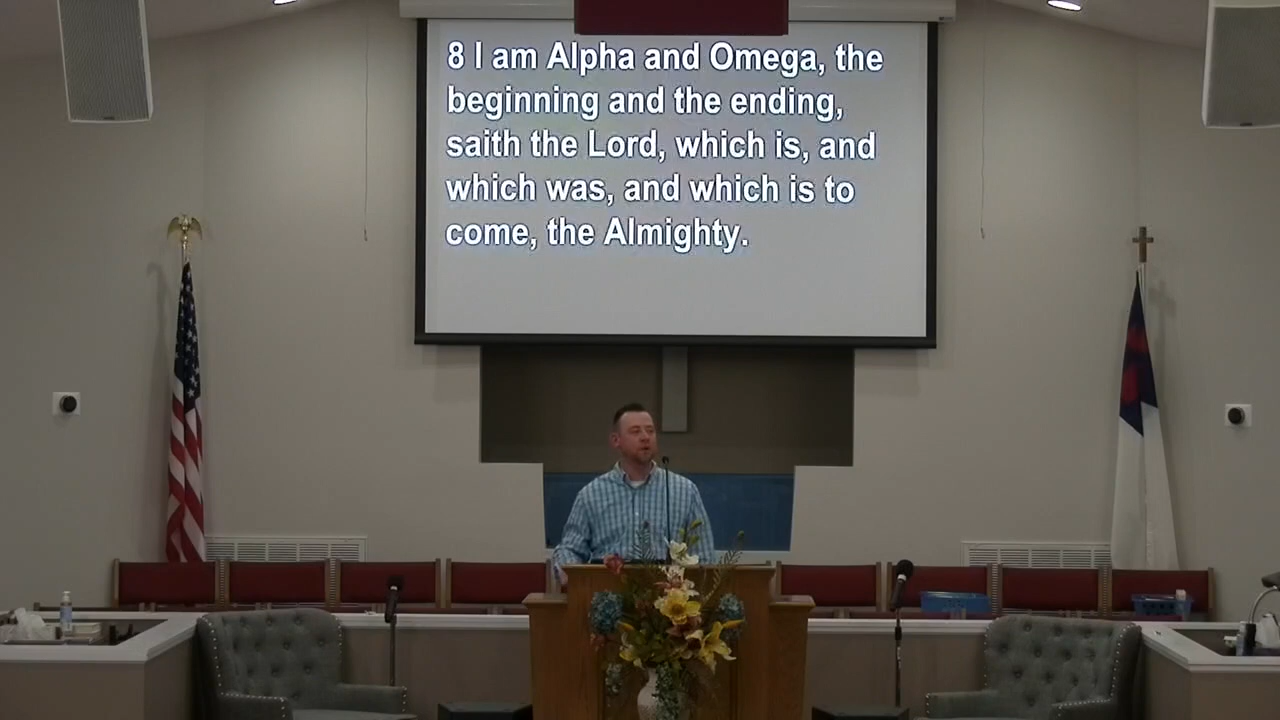 8 I am Alpha and Omega, the
beginning and the ending,
saith the Lord, which is, and
which was, and which is to
come, the Almighty.